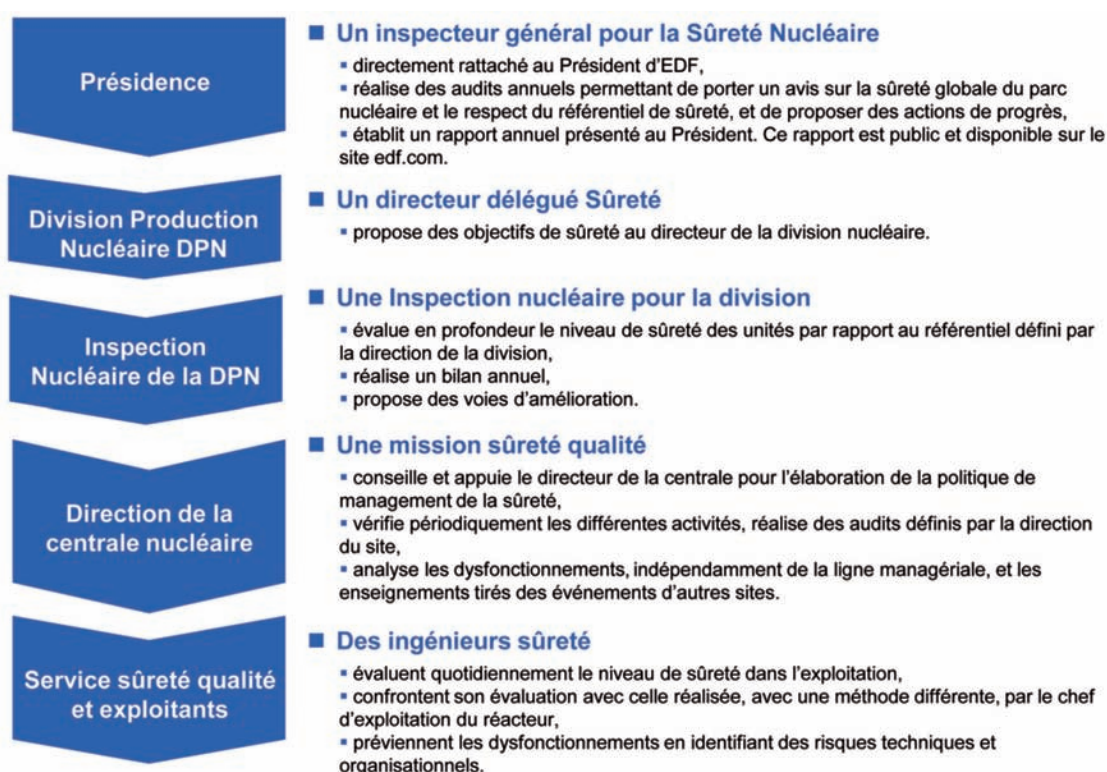 Présidence
■ Un inspecteur général pour la Sûreté Nucléaire
▪ directement rattaché au Président d'EDF,
▪ réalise des audits annuels permettant de porter un avis sur la sûreté globale du parc
nucléaire et le respect du référentiel de sûreté, et de proposer des actions de progrès,
▪ établit un rapport annuel présenté au Président. Ce rapport est public et disponible sur le
site edf.com.
Division Production
Nucléaire DPN
■ Un directeur délégué Sûreté
▪ propose des objectifs de sûreté au directeur de la division nucléaire.
Inspection
Nucléaire de la DPN
■ Une Inspection nucléaire pour la division
▪ évalue en profondeur le niveau de sûreté des unités par rapport au référentiel défini par
la direction de la division,
▪ réalise un bilan annuel,
▪ propose des voies d'amélioration.
Direction de la
centrale nucléaire
■ Une mission sûreté qualité
▪ conseille et appuie le directeur de la centrale pour l'élaboration de la politique de
management de la sûreté,
▪ vérifie périodiquement les différentes activités, réalise des audits définis par la direction
du site,
▪ analyse les dysfonctionnements, indépendamment de la ligne managériale, et les
enseignements tirés des événements d'autres sites.
Service sûreté qualité
et exploitants
■ Des ingénieurs sûreté
▪ évaluent quotidiennement le niveau de sûreté dans l'exploitation,
▪ confrontent son évaluation avec celle réalisée, avec une méthode différente, par le chef
d'exploitation du réacteur,
▪ préviennent les dysfonctionnements en identifiant des risques techniques et
organisationnels.